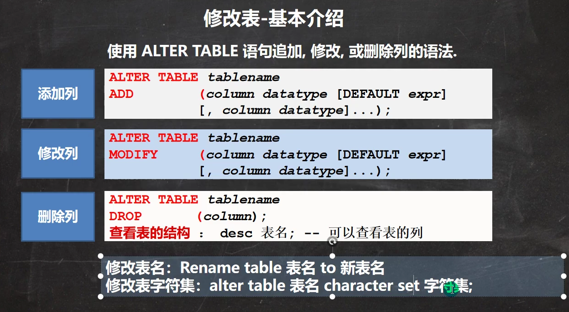 修改表-基本介绍
使用 ALTER TABLE 语句追加, 修改, 或删除列的语法.
添加列
ALTER TABLE tablename
ADD (column datatype [DEFAULT expr]
[, column datatype]...);
修改列
ALTER TABLE tablename
MODIFY (column datatype [DEFAULT expr]
[, column datatype]...);
删除列
ALTER TABLE tablename
DROP (column);
查看表的结构 : desc 表名; -- 可以查看表的列
修改表名: Rename table 表名 to 新表名
修改表字符集: alter table 表名 character set 字符集;